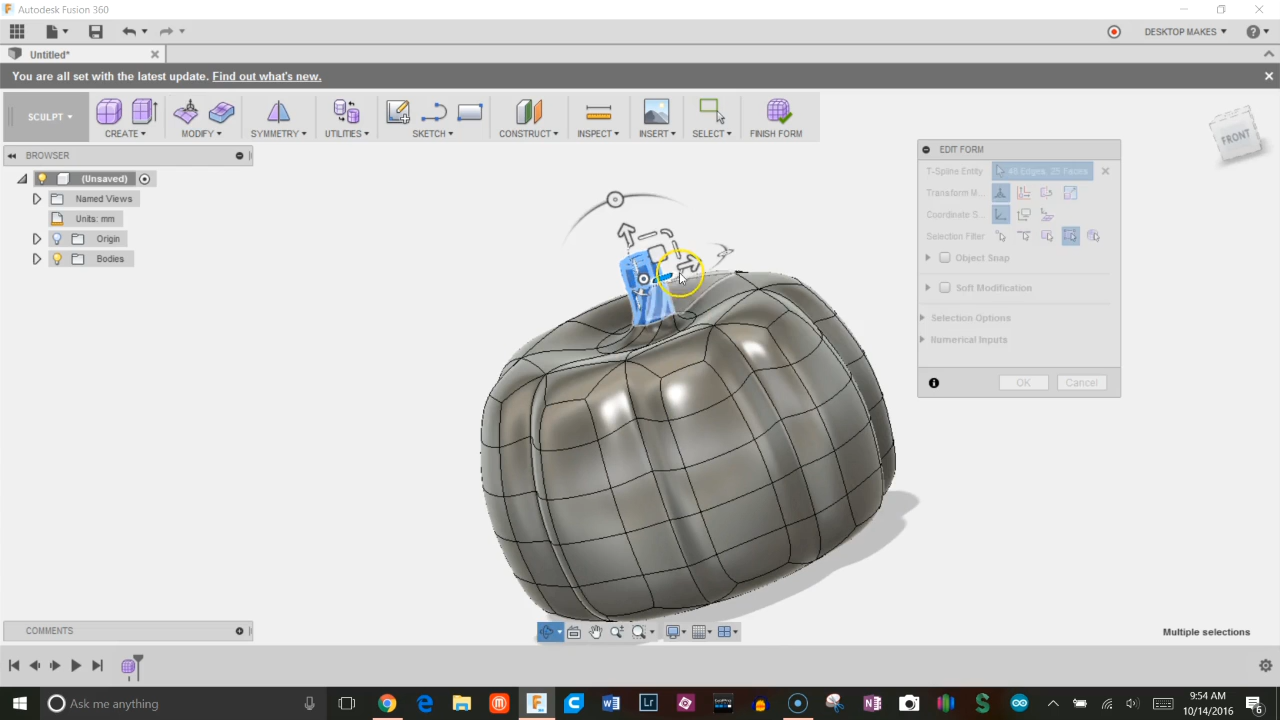 Autodesk Fusion 360
DESKTOP MAKES
Untitled*
You are all set with the latest update. Find out what's new.
SCULPT
CREATE MODIFY SYMMETRY UTILITIES SKETCH CONSTRUCT INSPECT INSERT SELECT FINISH FORM
BROWSER
(Unsaved)
Named Views
Units: mm
Origin
Bodies
FRONT
EDIT FORM
T-Spline Entity 48 Edges, 25 Faces
Transform M...
Coordinate S...
Selection Filter
Object Snap
Soft Modification
Selection Options
Numerical Inputs
OK Cancel
COMMENTS
Multiple selections
Ask me anything
9:54 AM
10/14/2016
6